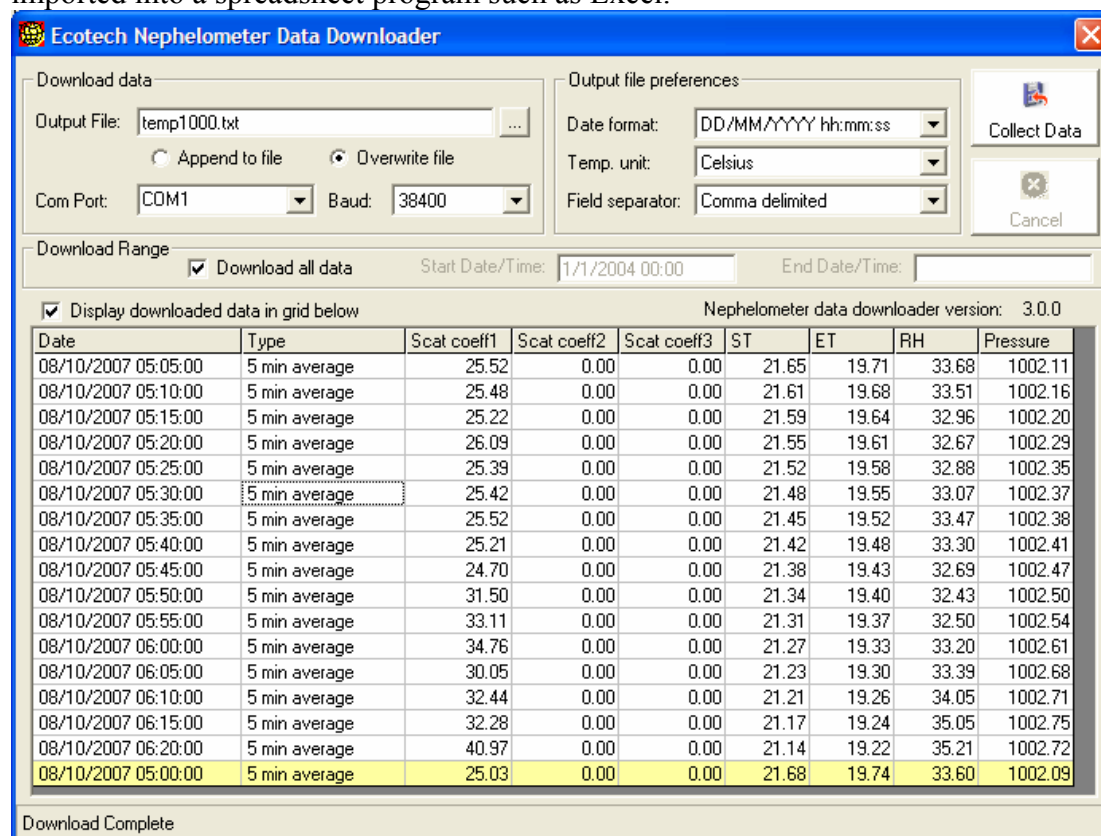 imported into a spreadsheet program such as Excel.
Ecotech Nephelometer Data Downloader
Download data
Output File: temp1000.txt ...
Append to file Overwrite file
Com Port: COM1 Baud: 38400
Output file preferences
Date format: DD/MM/YYYY hh:mm:ss
Temp. unit: Celsius
Field separator: Comma delimited
Collect Data
Cancel
Download Range
Download all data Start Date/Time: 1/1/2004 00:00 End Date/Time:
Display downloaded data in grid below Nephelometer data downloader version: 3.0.0
Date Type Scat coeff1 Scat coeff2 Scat coeff3 ST ET RH Pressure
08/10/2007 05:05:00 5 min average 25.52 0.00 0.00 21.65 19.71 33.68 1002.11
08/10/2007 05:10:00 5 min average 25.48 0.00 0.00 21.61 19.68 33.51 1002.16
08/10/2007 05:15:00 5 min average 25.22 0.00 0.00 21.59 19.64 32.96 1002.20
08/10/2007 05:20:00 5 min average 26.09 0.00 0.00 21.55 19.61 32.67 1002.29
08/10/2007 05:25:00 5 min average 25.39 0.00 0.00 21.52 19.58 32.88 1002.35
08/10/2007 05:30:00 5 min average 25.42 0.00 0.00 21.48 19.55 33.07 1002.37
08/10/2007 05:35:00 5 min average 25.52 0.00 0.00 21.45 19.52 33.47 1002.38
08/10/2007 05:40:00 5 min average 25.21 0.00 0.00 21.42 19.48 33.30 1002.41
08/10/2007 05:45:00 5 min average 24.70 0.00 0.00 21.38 19.43 32.69 1002.47
08/10/2007 05:50:00 5 min average 31.50 0.00 0.00 21.34 19.40 32.43 1002.50
08/10/2007 05:55:00 5 min average 33.11 0.00 0.00 21.31 19.37 32.50 1002.54
08/10/2007 06:00:00 5 min average 34.76 0.00 0.00 21.27 19.33 33.20 1002.61
08/10/2007 06:05:00 5 min average 30.05 0.00 0.00 21.23 19.30 33.39 1002.68
08/10/2007 06:10:00 5 min average 32.44 0.00 0.00 21.21 19.26 34.05 1002.71
08/10/2007 06:15:00 5 min average 32.28 0.00 0.00 21.17 19.24 35.05 1002.75
08/10/2007 06:20:00 5 min average 40.97 0.00 0.00 21.14 19.22 35.21 1002.72
08/10/2007 05:00:00 5 min average 25.03 0.00 0.00 21.68 19.74 33.60 1002.09
Download Complete